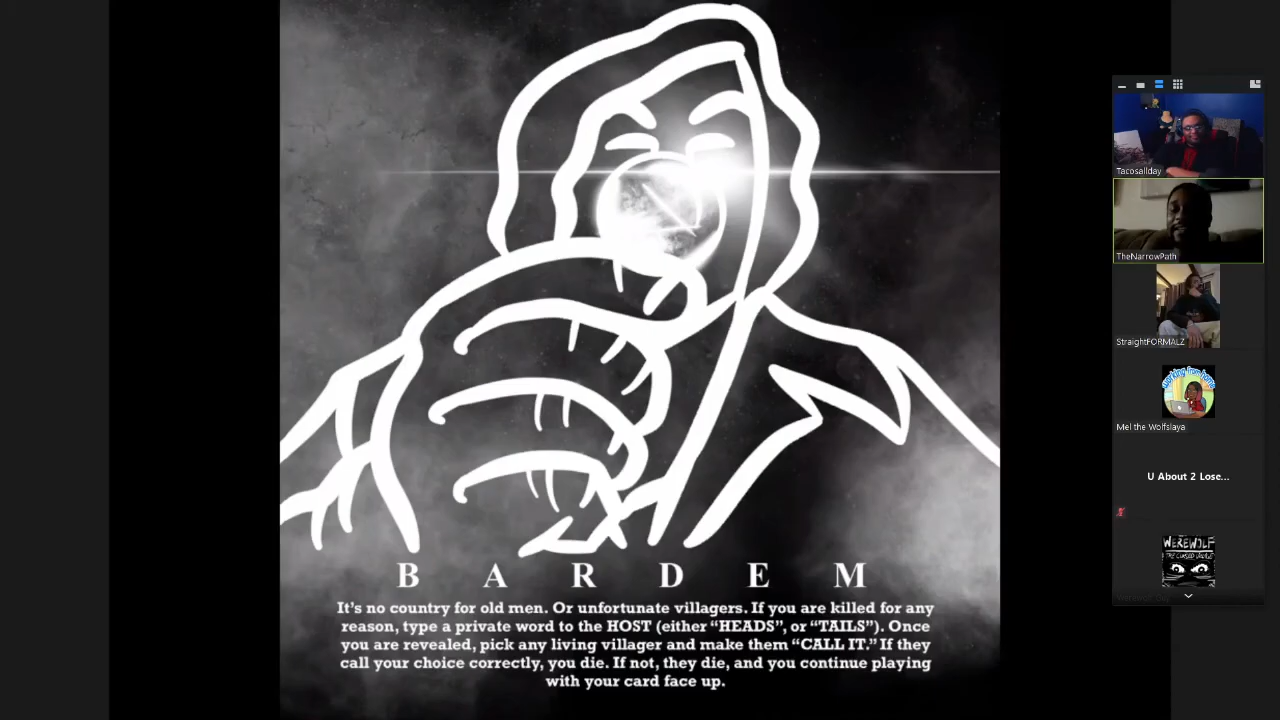 Tacosallday
TheNarrowPath
StraightFORMALZ
Mel the Wolfslaya
U About 2 Lose...
WEREWOLF
THE CURSED VILLAGE
B A R D E M
It's no country for old men. Or unfortunate villagers. If you are killed for any
reason, type a private word to the HOST (either “HEADS”, or “TAILS”). Once
you are revealed, pick any living villager and make them “CALL IT.” If they
call your choice correctly, you die. If not, they die, and you continue playing
with your card face up.